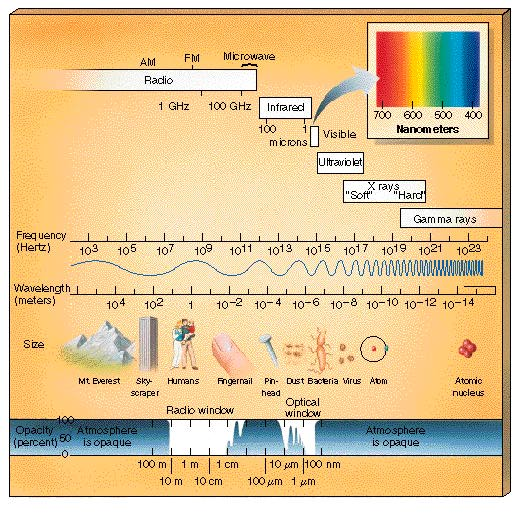 AM FM Microwave
Radio
1 GHz 100 GHz
Infrared
100 1
microns
Visible
700 600 500 400
Nanometers
Ultraviolet
X rays
"Soft" "Hard"
Gamma rays
Frequency
(Hertz)
10³ 10⁵ 10⁷ 10⁹ 10¹¹ 10¹³ 10¹⁵ 10¹⁷ 10¹⁹ 10²¹ 10²³
Wavelength
(meters)
10⁴ 10² 1 10⁻² 10⁻⁴ 10⁻⁶ 10⁻⁸ 10⁻¹⁰ 10⁻¹² 10⁻¹⁴
Size
Mt. Everest Sky-
scraper Humans Fingernail Pin-
head Dust Bacteria Virus Atom Atomic
nucleus
Radio window Optical
window
Opacity
(percent)
100
50
0
Atmosphere
is opaque
Atmosphere
is opaque
100 m 1 m 1 cm 10 µm 100 nm
10 m 10 cm 100 µm 1 µm